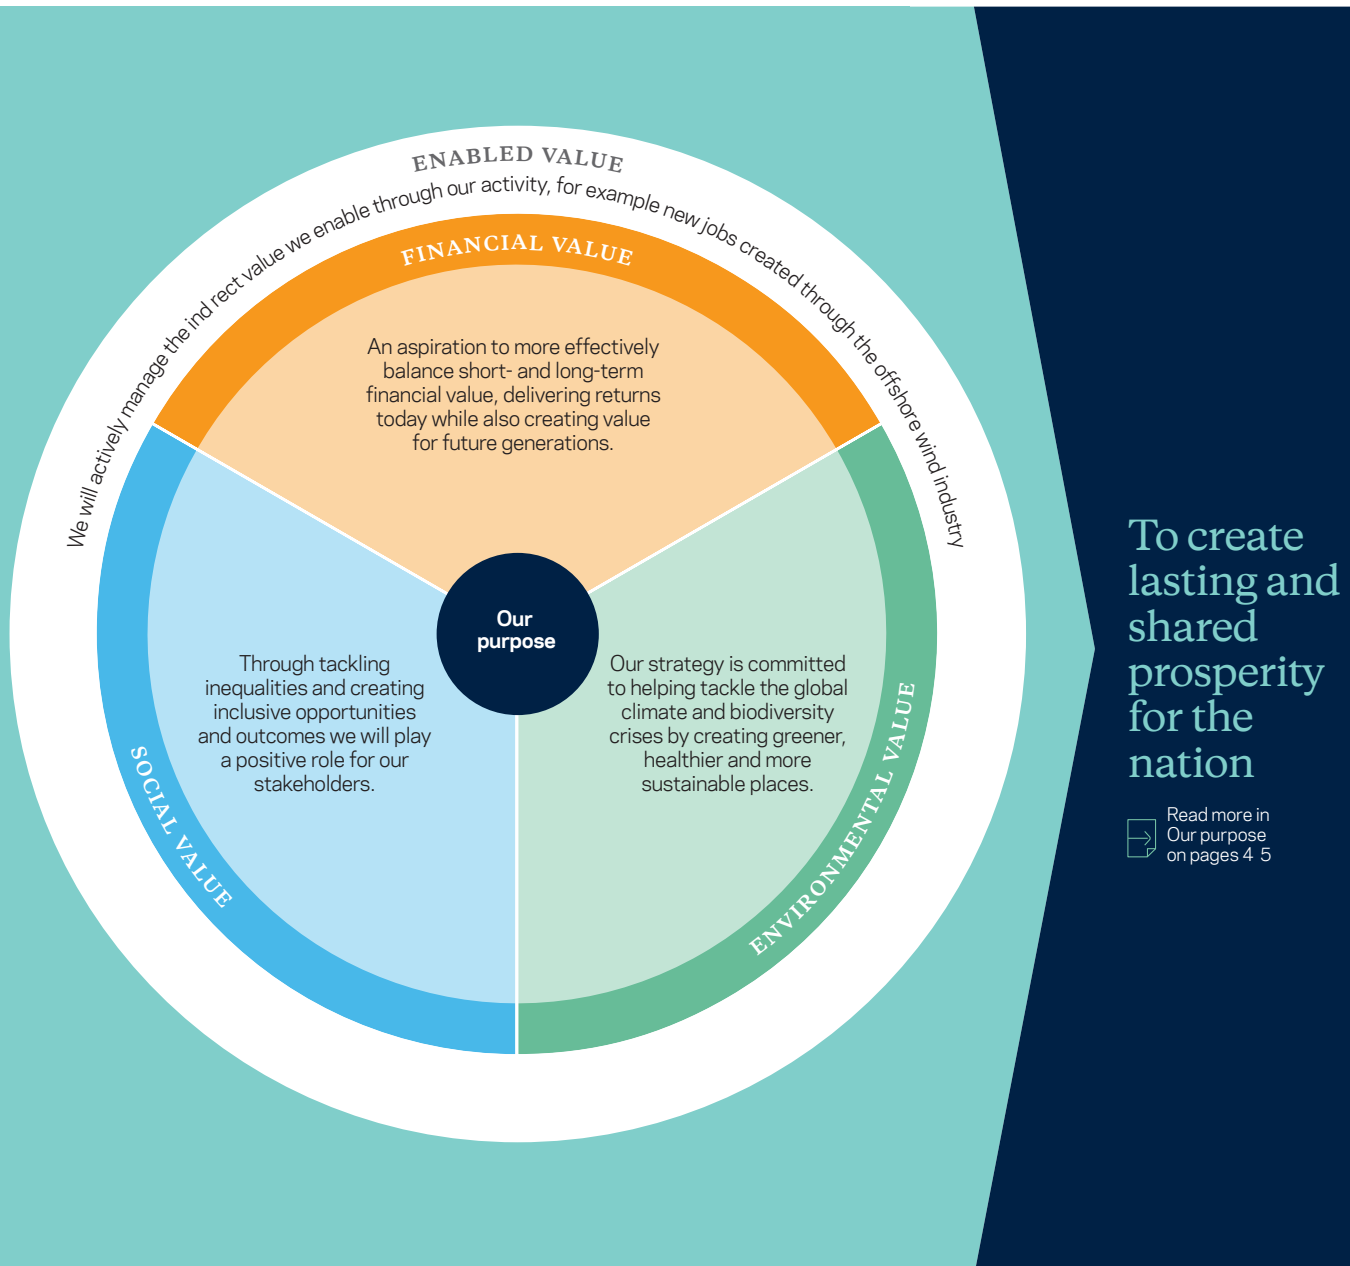 ENABLED VALUE
We will actively manage the ind rect value we enable through our activity, for example new jobs created through the offshore wind industry
FINANCIAL VALUE
An aspiration to more effectively
balance short- and long-term
financial value, delivering returns
today while also creating value
for future generations.
Our
purpose
Through tackling
inequalities and creating
inclusive opportunities
and outcomes we will play
a positive role for our
stakeholders.
SOCIAL VALUE
Our strategy is committed
to helping tackle the global
climate and biodiversity
crises by creating greener,
healthier and more
sustainable places.
ENVIRONMENTAL VALUE
To create
lasting and
shared
prosperity
for the
nation
Read more in
Our purpose
on pages 4 5